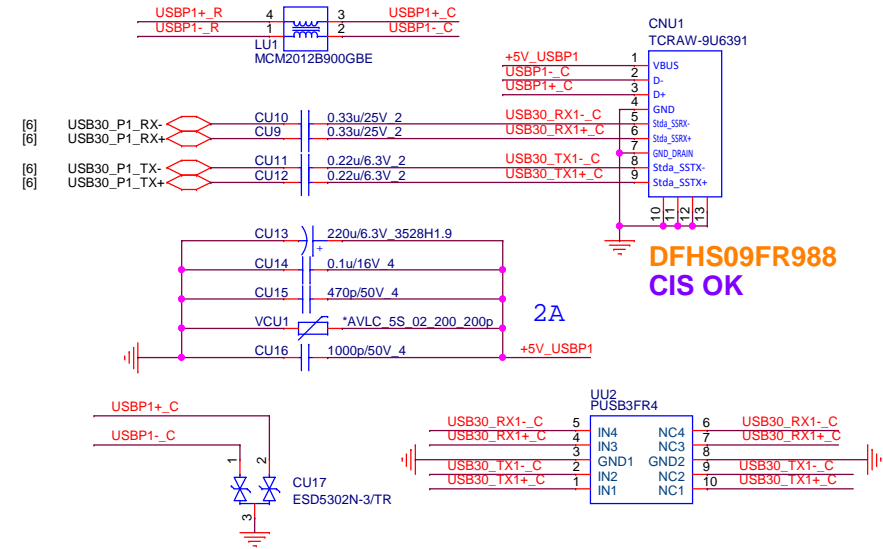 USBP1+_R 4 3 USBP1+_C
USBP1-_R 1 2 USBP1-_C
LU1
MCM2012B900GBE
CNU1
TCRAW-9U6391
+5V_USBP1 1 VBUS
USBP1-_C 2 D-
USBP1+_C 3 D+
4 GND
[6] USB30_P1_RX- CU10 0.33u/25V_2 USB30_RX1-_C 5 Stda_SSRX-
[6] USB30_P1_RX+ CU9 0.33u/25V_2 USB30_RX1+_C 6 Stda_SSRX+
7 GND_DRAIN
[6] USB30_P1_TX- CU11 0.22u/6.3V_2 USB30_TX1-_C 8 Stda_SSTX-
[6] USB30_P1_TX+ CU12 0.22u/6.3V_2 USB30_TX1+_C 9 Stda_SSTX+
10 11 12 13
DFHS09FR988
CIS OK
CU13 220u/6.3V_3528H1.9
+
CU14 0.1u/16V_4
CU15 470p/50V_4
VCU1 *AVLC_5S_02_200_200p
2A
CU16 1000p/50V_4 +5V_USBP1
USBP1+_C
USBP1-_C
1 2
CU17
ESD5302N-3/TR
3
UU2
PUSB3FR4
USB30_RX1-_C 5 IN4 NC4 6 USB30_RX1-_C
USB30_RX1+_C 4 IN3 NC3 7 USB30_RX1+_C
3 GND1 GND2 8
USB30_TX1-_C 2 IN2 NC2 9 USB30_TX1-_C
USB30_TX1+_C 1 IN1 NC1 10 USB30_TX1+_C